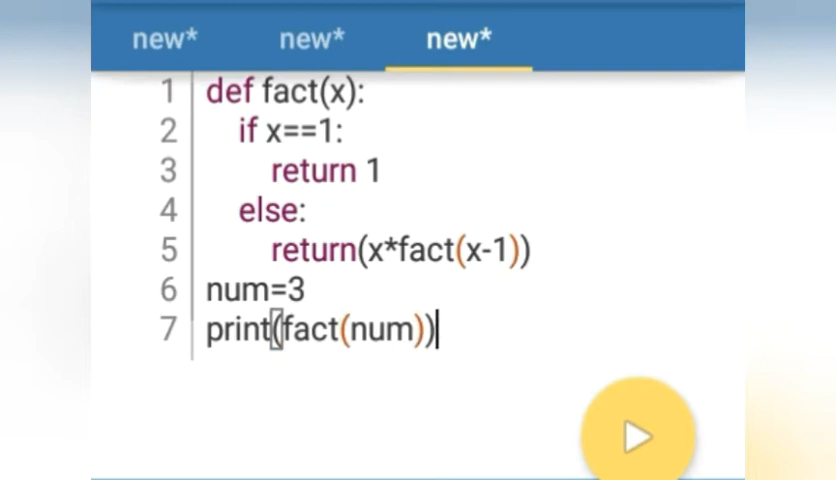 new* new* new*
1 def fact(x):
2 if x==1:
3 return 1
4 else:
5 return(x*fact(x-1))
6 num=3
7 print(fact(num))